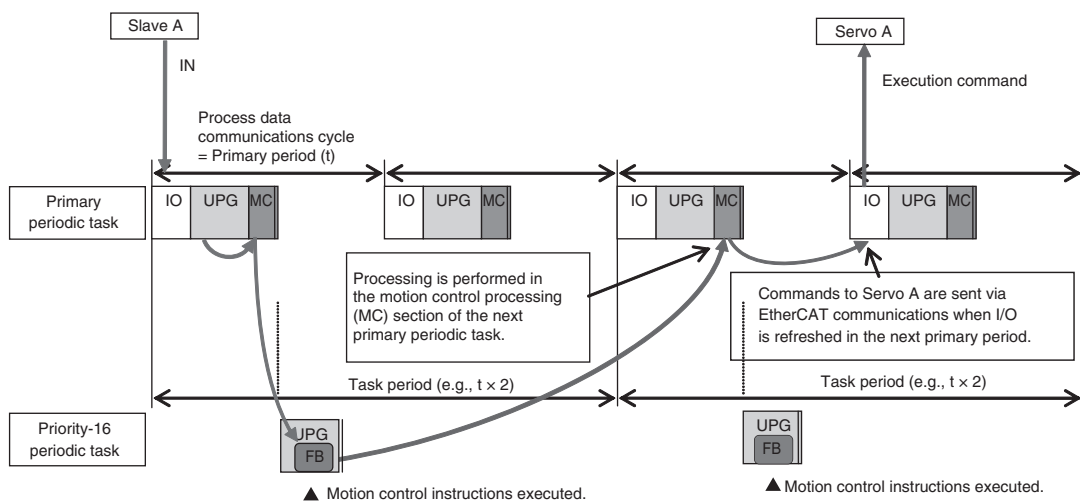 Slave A
Servo A
IN
Execution command
Process data
communications cycle
= Primary period (t)
Primary
periodic task
IO UPG MC
IO UPG MC
IO UPG MC
IO UPG MC
Processing is performed in
the motion control processing
(MC) section of the next
primary periodic task.
Commands to Servo A are sent via
EtherCAT communications when I/O
is refreshed in the next primary period.
Task period (e.g., t × 2)
Task period (e.g., t × 2)
Priority-16
periodic task
UPG
FB
UPG
FB
▲ Motion control instructions executed.
▲ Motion control instructions executed.